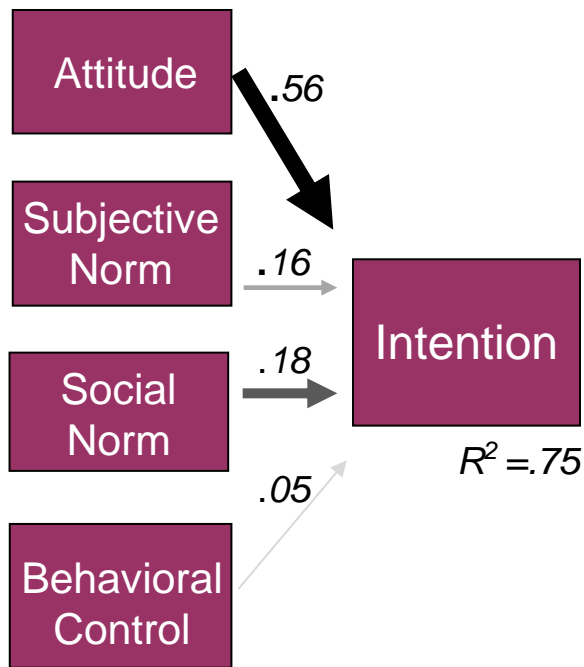 Attitude
.56
Subjective
Norm
.16
Social
Norm
.18
Intention
R² =.75
.05
Behavioral
Control